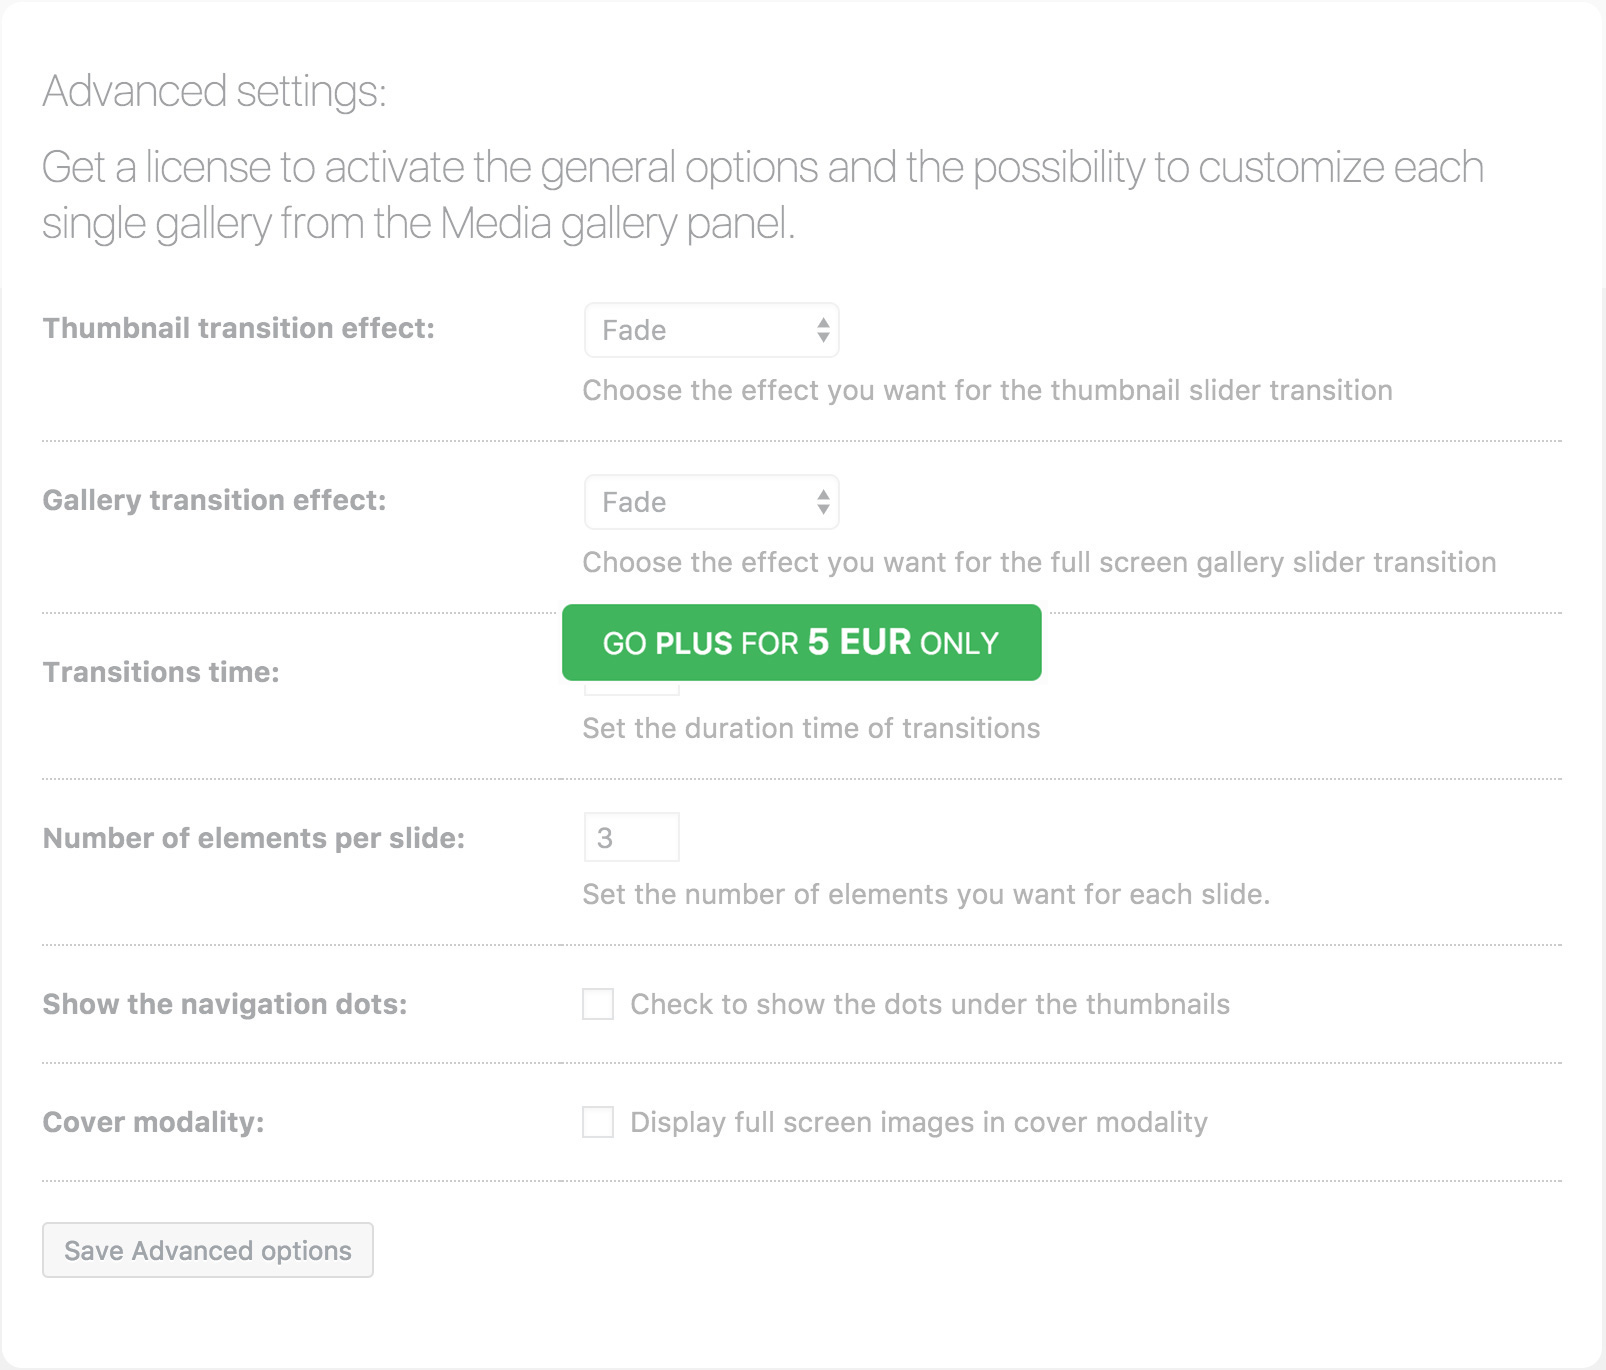 Advanced settings:
Get a license to activate the general options and the possibility to customize each
single gallery from the Media gallery panel.
Thumbnail transition effect:
Fade
Choose the effect you want for the thumbnail slider transition
Gallery transition effect:
Fade
Choose the effect you want for the full screen gallery slider transition
GO PLUS FOR 5 EUR ONLY
Transitions time:
Set the duration time of transitions
Number of elements per slide:
3
Set the number of elements you want for each slide.
Show the navigation dots:
Check to show the dots under the thumbnails
Cover modality:
Display full screen images in cover modality
Save Advanced options